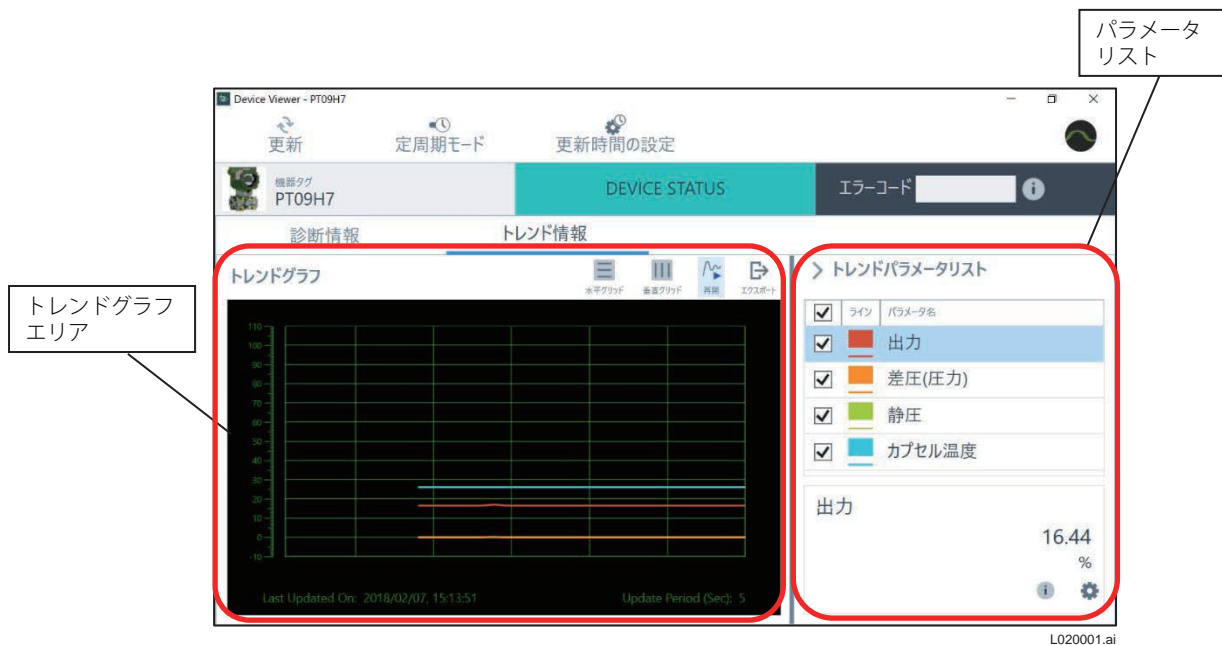 パラメータ
リスト
Device Viewer - PT09H7
更新
定周期モード
更新時間の設定
機器タグ
PT09H7
DEVICE STATUS
エラーコード
診断情報
トレンド情報
トレンドグラフ
エリア
トレンドグラフ
水平グリッド
垂直グリッド
再開
エクスポート
トレンドパラメータリスト
ライン
パラメータ名
出力
差圧(圧力)
静圧
カプセル温度
110
100
90
80
70
60
50
40
30
20
10
0
-10
Last Updated On: 2018/02/07, 15:13:51
Update Period (Sec): 5
出力
16.44
%
L020001.ai